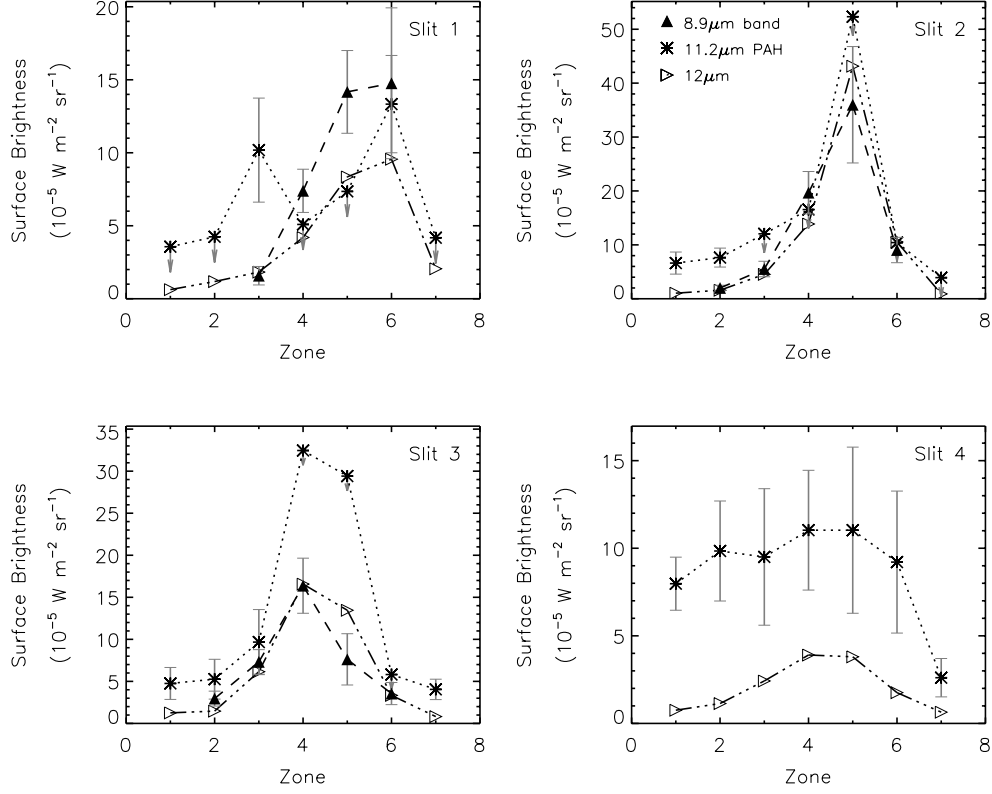 Slit 1
20
15
10
5
0
0 2 4 6 8
Zone
Surface Brightness
(10⁻⁵ W m⁻² sr⁻¹)
Slit 2
8.9μm band
11.2μm PAH
12μm
50
40
30
20
10
0
0 2 4 6 8
Zone
Surface Brightness
(10⁻⁵ W m⁻² sr⁻¹)
Slit 3
35
30
25
20
15
10
5
0
0 2 4 6 8
Zone
Surface Brightness
(10⁻⁵ W m⁻² sr⁻¹)
Slit 4
15
10
5
0
0 2 4 6 8
Zone
Surface Brightness
(10⁻⁵ W m⁻² sr⁻¹)